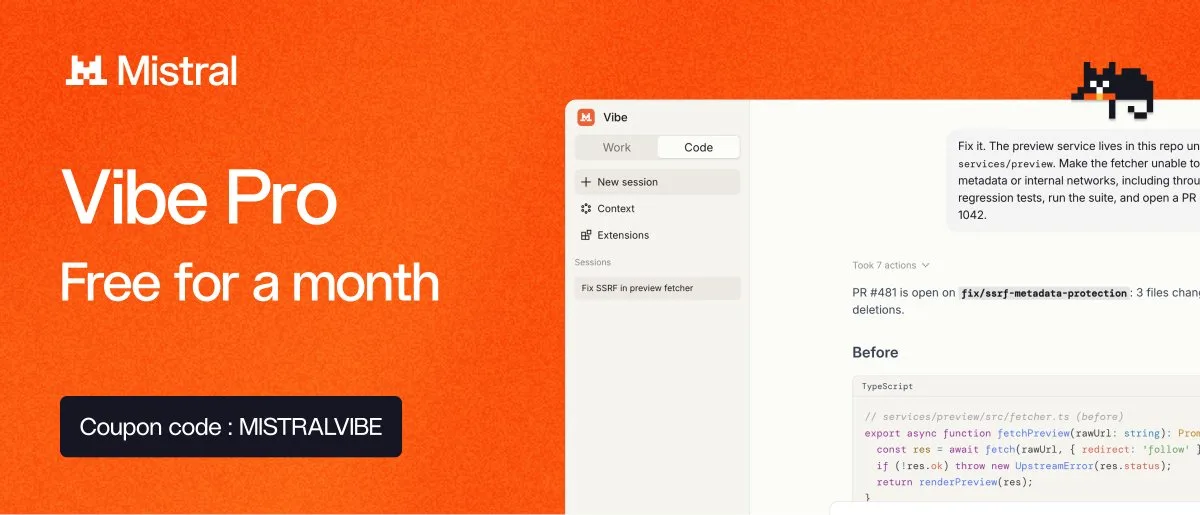 Mistral
Vibe Pro
Free for a month
Coupon code : MISTRALVIBE
Vibe
Work
Code
New session
Context
Extensions
Sessions
Fix SSRF in preview fetcher
Fix it. The preview service lives in this repo un
services/preview. Make the fetcher unable to
metadata or internal networks, including throu
regression tests, run the suite, and open a PR
1042.
Took 7 actions
PR #481 is open on fix/ssrf-metadata-protection: 3 files chang
deletions.
Before
TypeScript
// services/preview/src/fetcher.ts (before)
export async function fetchPreview(rawUrl: string): Prom
const res = await fetch(rawUrl, { redirect: 'follow' }
if (!res.ok) throw new UpstreamError(res.status);
return renderPreview(res);
}